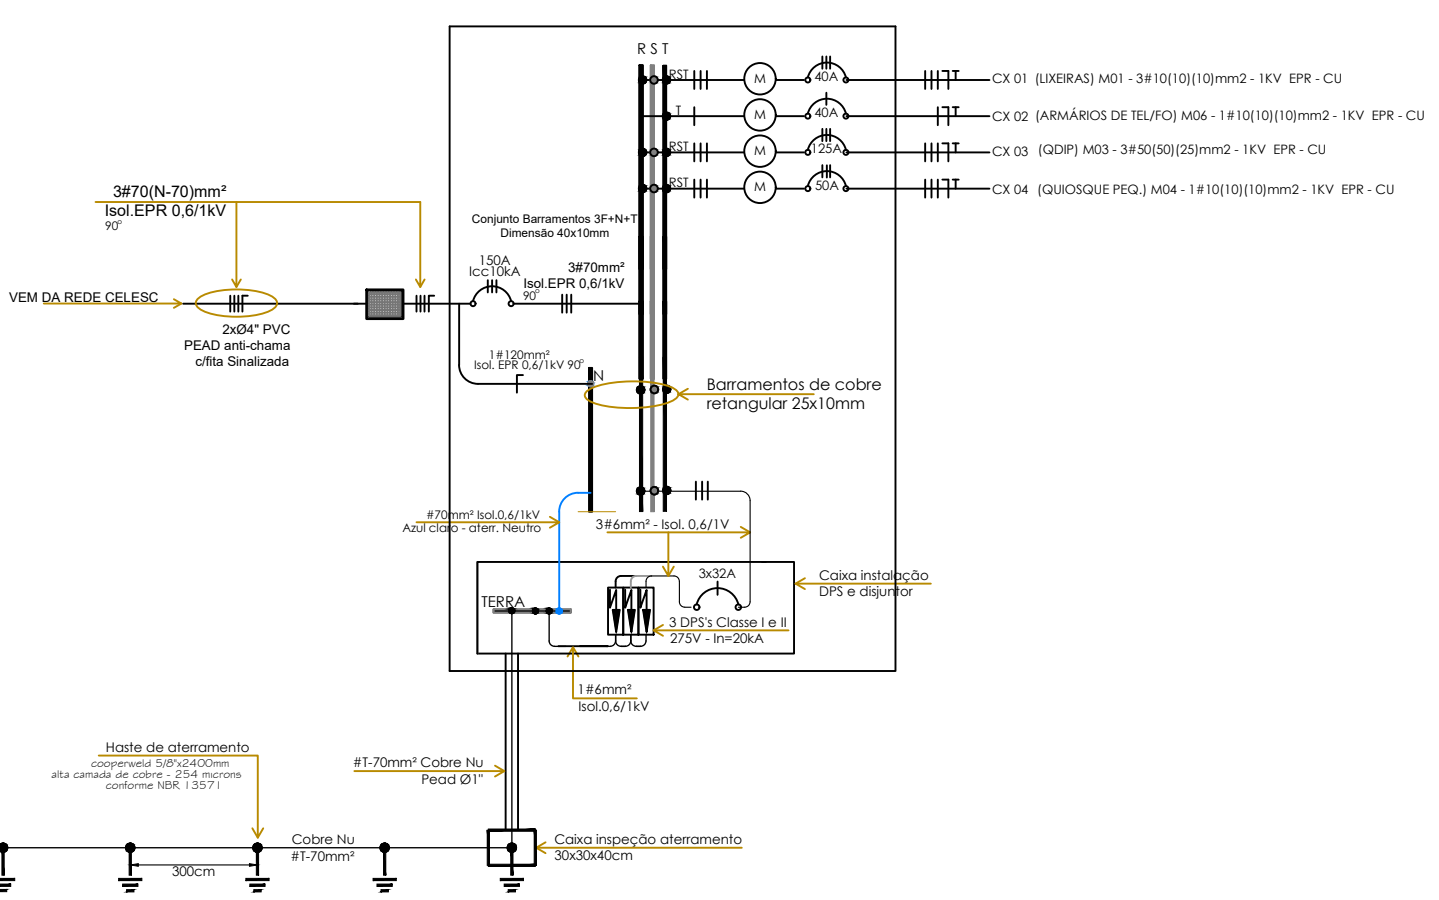 R S T
RST
M
40A
CX 01 (LIXEIRAS) M01 - 3#10(10)(10)mm2 - 1KV EPR - CU
T
M
40A
CX 02 (ARMÁRIOS DE TEL/FO) M06 - 1#10(10)(10)mm2 - 1KV EPR - CU
RST
M
125A
CX 03 (QDIP) M03 - 3#50(50)(25)mm2 - 1KV EPR - CU
RST
M
50A
CX 04 (QUIOSQUE PEQ.) M04 - 1#10(10)(10)mm2 - 1KV EPR - CU
3#70(N-70)mm²
Isol.EPR 0,6/1kV
90°
Conjunto Barramentos 3F+N+T
Dimensão 40x10mm
150A
Icc10kA
3#70mm²
Isol.EPR 0,6/1kV
90°
VEM DA REDE CELESC
2xØ4" PVC
PEAD anti-chama
c/fita Sinalizada
1#120mm²
Isol. EPR 0,6/1kV 90°
N
Barramentos de cobre
retangular 25x10mm
#70mm² Isol.0,6/1kV
Azul claro - aterr. Neutro
3#6mm² - Isol. 0,6/1V
3x32A
Caixa instalação
DPS e disjuntor
TERRA
3 DPS's Classe I e II
275V - In=20kA
1#6mm²
Isol.0,6/1kV
Haste de aterramento
cooperweld 5/8"x2400mm
alta camada de cobre - 254 microns
conforme NBR 13571
#T-70mm² Cobre Nu
Pead Ø1"
Cobre Nu
#T-70mm²
300cm
Caixa inspeção aterramento
30x30x40cm